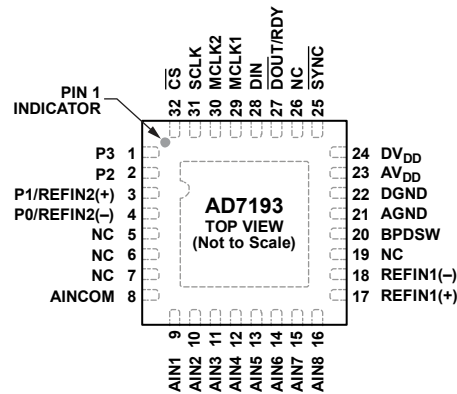 32 CS
31 SCLK
30 MCLK2
29 MCLK1
28 DIN
27 DOUT/RDY
26 NC
25 SYNC
PIN 1
INDICATOR
P3 1
P2 2
P1/REFIN2(+) 3
P0/REFIN2(–) 4
NC 5
NC 6
NC 7
AINCOM 8
AD7193
TOP VIEW
(Not to Scale)
24 DVDD
23 AVDD
22 DGND
21 AGND
20 BPDSW
19 NC
18 REFIN1(–)
17 REFIN1(+)
AIN1 9
AIN2 10
AIN3 11
AIN4 12
AIN5 13
AIN6 14
AIN7 15
AIN8 16